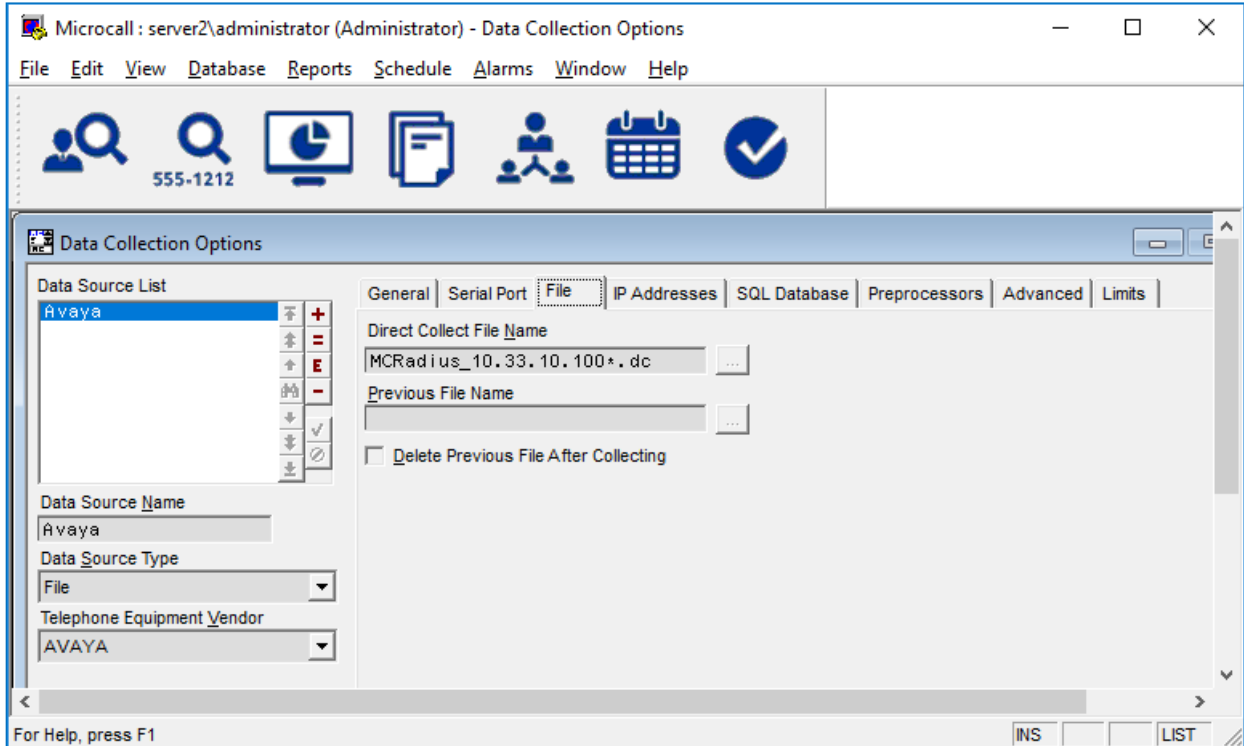 Microcall : server2\administrator (Administrator) - Data Collection Options
File Edit View Database Reports Schedule Alarms Window Help
555-1212
Data Collection Options
Data Source List
Avaya
E
Data Source Name
Avaya
Data Source Type
File
Telephone Equipment Vendor
AVAYA
General Serial Port File IP Addresses SQL Database Preprocessors Advanced Limits
Direct Collect File Name
MCRadius_10.33.10.100*.dc
...
Previous File Name
...
Delete Previous File After Collecting
For Help, press F1
INS LIST